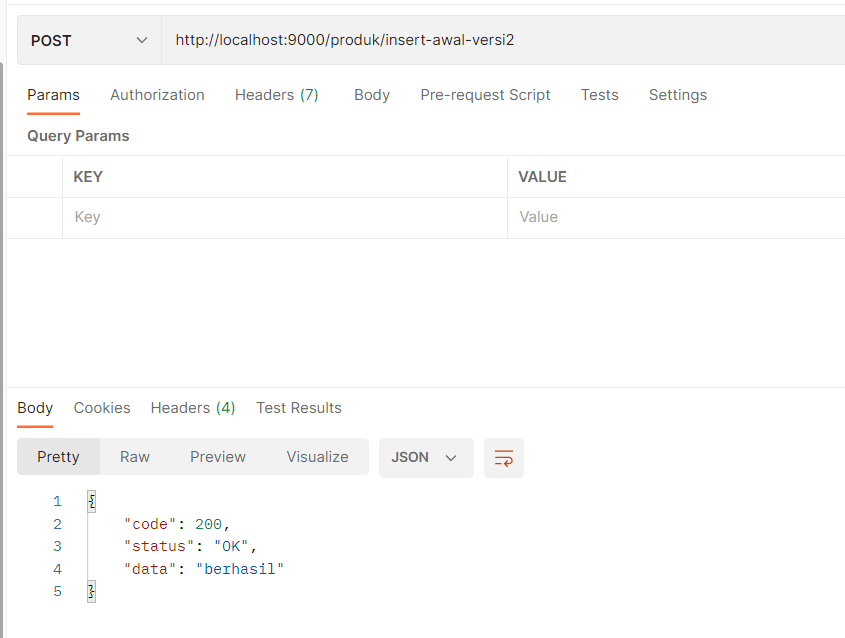 POST http://localhost:9000/produk/insert-awal-versi2
Params Authorization Headers (7) Body Pre-request Script Tests Settings
Query Params
KEY VALUE
Key Value
Body Cookies Headers (4) Test Results
Pretty Raw Preview Visualize JSON
1 {
2 "code": 200,
3 "status": "OK",
4 "data": "berhasil"
5 }